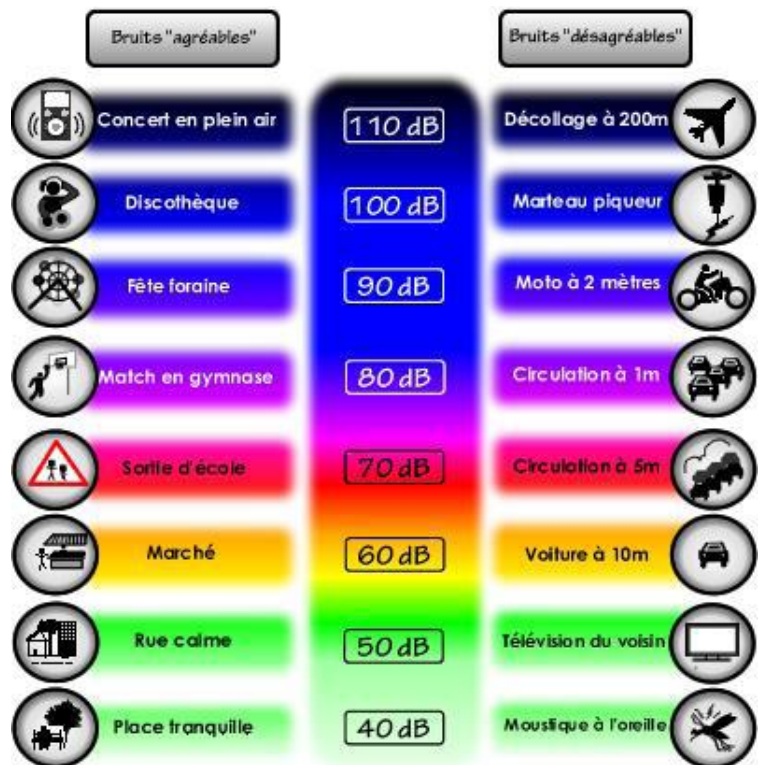 Bruits "agréables"
Bruits "désagréables"
Concert en plein air
110 dB
Décollage à 200m
Discothèque
100 dB
Marteau piqueur
Fête foraine
90 dB
Moto à 2 mètres
Match en gymnase
80 dB
Circulation à 1m
Sortie d'école
70 dB
Circulation à 5m
Marché
60 dB
Voiture à 10m
Rue calme
50 dB
Télévision du voisin
Place tranquille
40 dB
Moustique à l'oreille